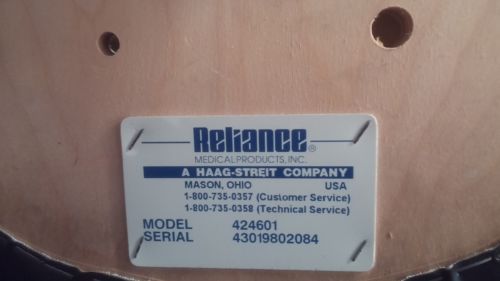 Reliance®
MEDICAL PRODUCTS, INC.
A HAAG-STREIT COMPANY
MASON, OHIO USA
1-800-735-0357 (Customer Service)
1-800-735-0358 (Technical Service)
MODEL 424601
SERIAL 43019802084